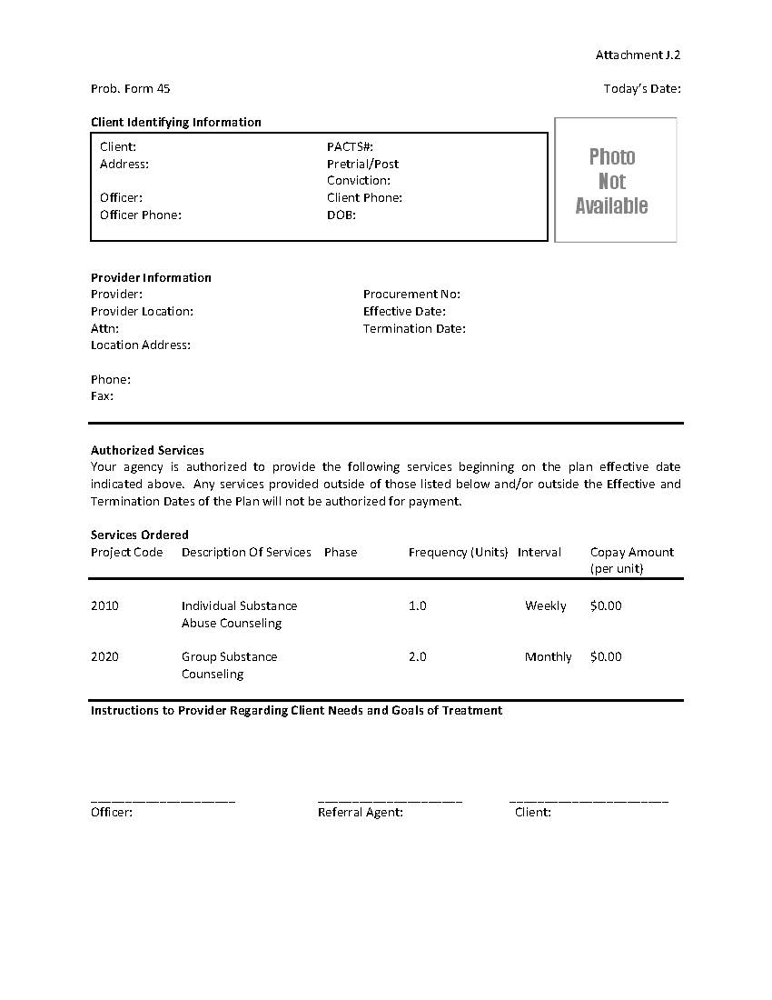 Attachment J.2
Prob. Form 45 Today's Date:
Client Identifying Information
Client: PACTS#:
Address: Pretrial/Post
Conviction:
Officer: Client Phone:
Officer Phone: DOB:
Photo
Not
Available
Provider Information
Provider: Procurement No:
Provider Location: Effective Date:
Attn: Termination Date:
Location Address:
Phone:
Fax:
Authorized Services
Your agency is authorized to provide the following services beginning on the plan effective date
indicated above. Any services provided outside of those listed below and/or outside the Effective and
Termination Dates of the Plan will not be authorized for payment.
Services Ordered
Project Code Description Of Services Phase Frequency (Units) Interval Copay Amount
(per unit)
2010 Individual Substance 1.0 Weekly $0.00
Abuse Counseling
2020 Group Substance 2.0 Monthly $0.00
Counseling
Instructions to Provider Regarding Client Needs and Goals of Treatment
Officer: Referral Agent: Client: